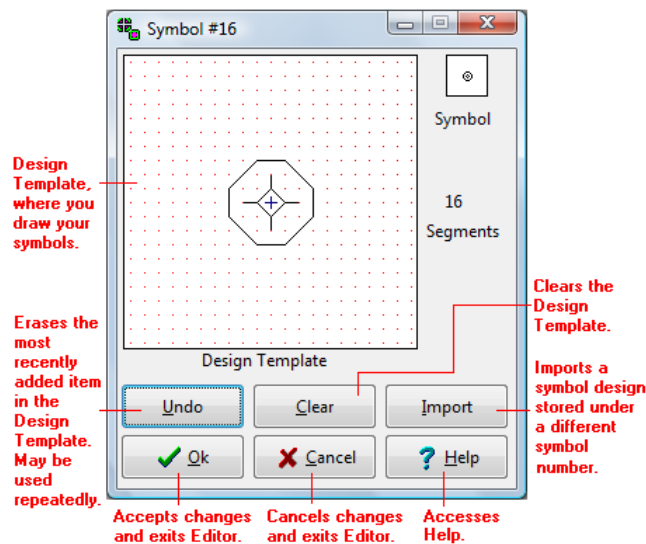 Symbol #16
Symbol
16
Segments
Design Template
Undo
Clear
Import
Ok
Cancel
Help
Design
Template,
where you
draw your
symbols.
Erases the
most
recently
added item
in the
Design
Template.
May be
used
repeatedly.
Clears the
Design
Template.
Imports a
symbol design
stored under
a different
symbol
number.
Accepts changes
and exits Editor.
Cancels changes
and exits Editor.
Accesses
Help.